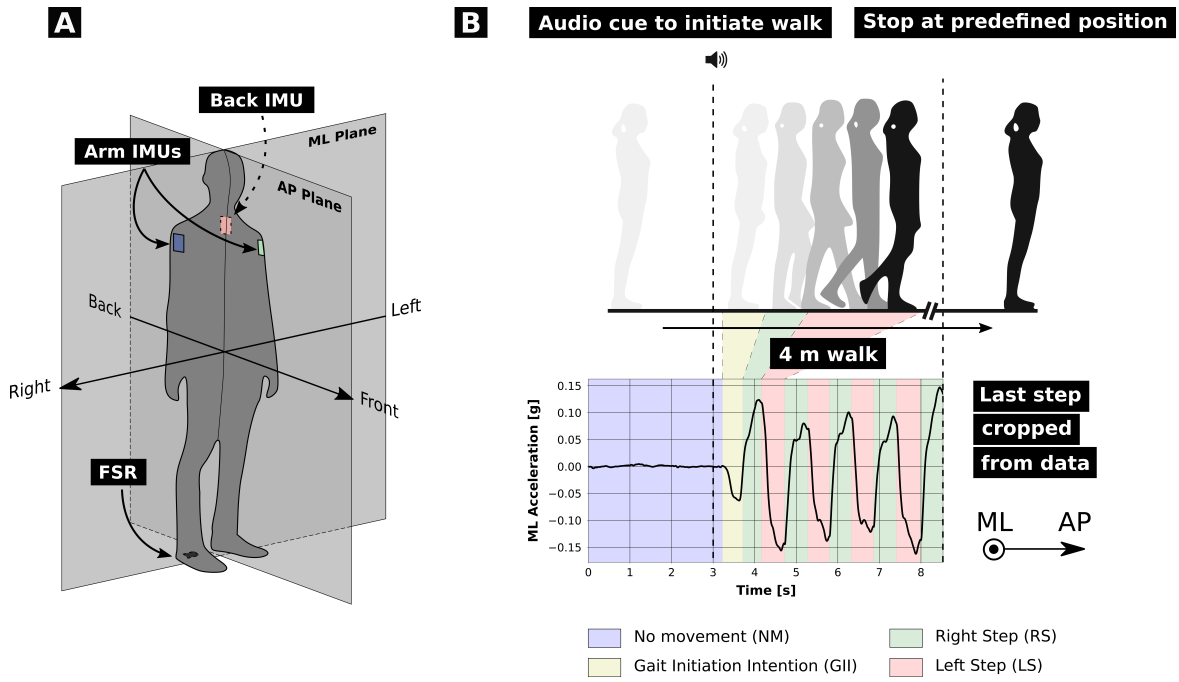 A
Back IMU
ML Plane
Arm IMUs
AP Plane
Back
Left
Right
Front
FSR
B
Audio cue to initiate walk
Stop at predefined position
4 m walk
ML Acceleration [g]
0.15
0.10
0.05
0.00
−0.05
−0.10
−0.15
0 1 2 3 4 5 6 7 8
Time [s]
Last step
cropped
from data
ML AP
No movement (NM)
Right Step (RS)
Gait Initiation Intention (GII)
Left Step (LS)